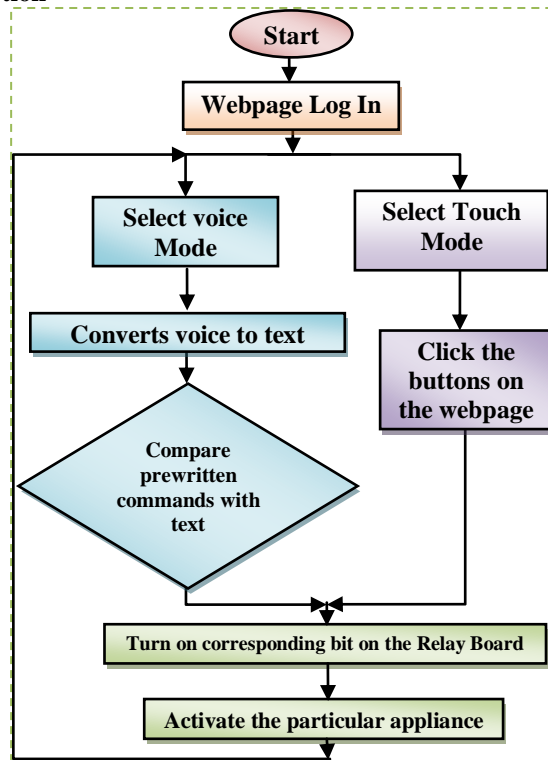 Start
Webpage Log In
Select voice
Mode
Select Touch
Mode
Converts voice to text
Click the
buttons on
the webpage
Compare
prewritten
commands with
text
Turn on corresponding bit on the Relay Board
Activate the particular appliance